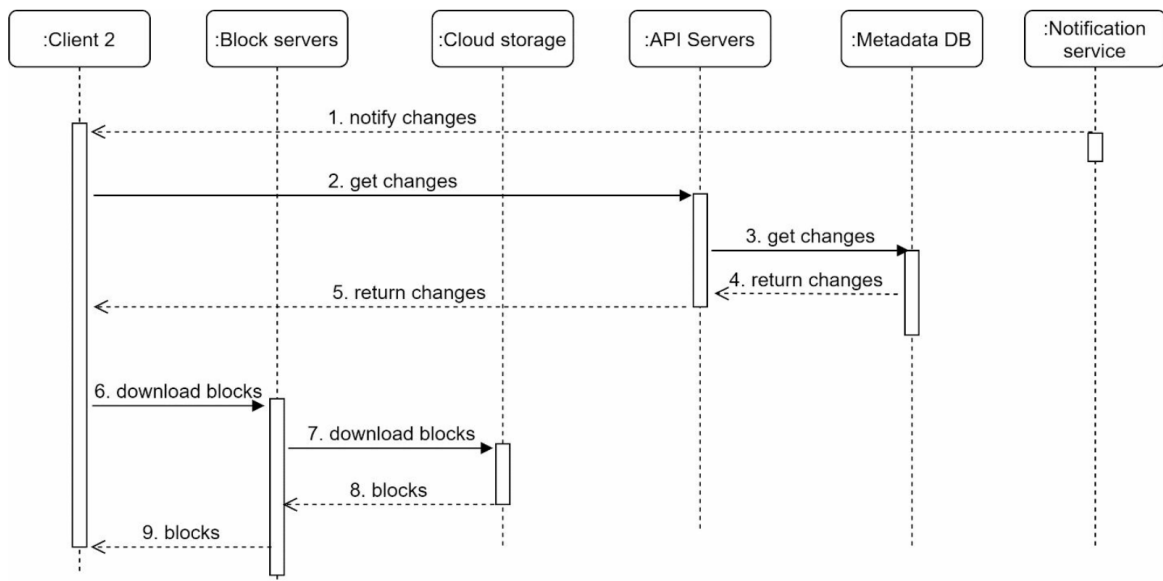 :Client 2
:Block servers
:Cloud storage
:API Servers
:Metadata DB
:Notification
service
1. notify changes
2. get changes
3. get changes
4. return changes
5. return changes
6. download blocks
7. download blocks
8. blocks
9. blocks